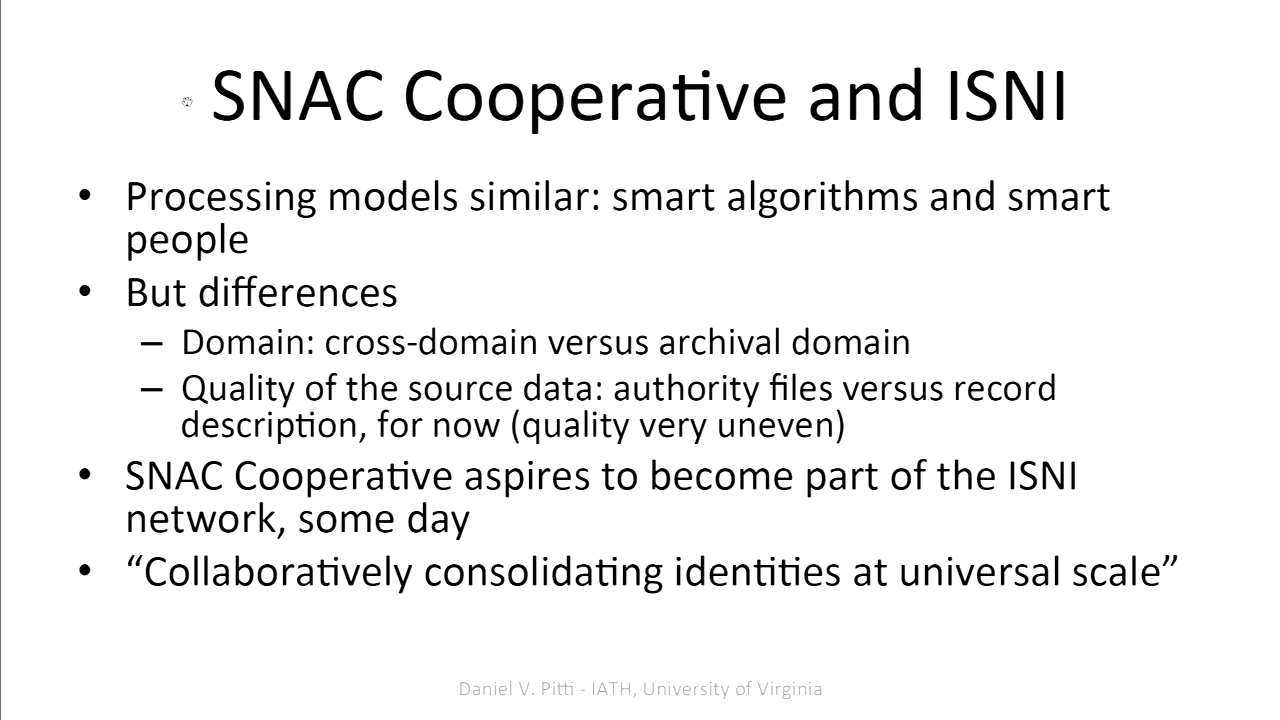 SNAC Cooperative and ISNI
• Processing models similar: smart algorithms and smart
people
• But differences
– Domain: cross-domain versus archival domain
– Quality of the source data: authority files versus record
description, for now (quality very uneven)
• SNAC Cooperative aspires to become part of the ISNI
network, some day
• “Collaboratively consolidating identities at universal scale”
Daniel V. Pitti - IATH, University of Virginia